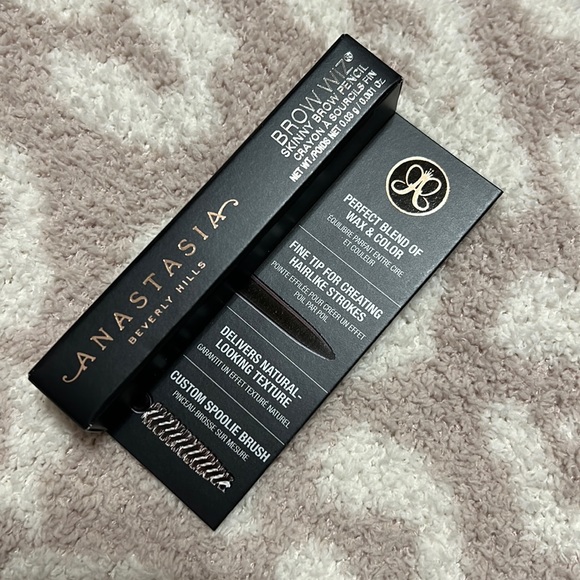 ANASTASIA
BEVERLY HILLS
BROW WIZ®
SKINNY BROW PENCIL
CRAYON À SOURCILS FIN
NET WT./POIDS NET 0.03 g / 0.001 Oz.
PERFECT BLEND OF
WAX & COLOR
ÉQUILIBRE PARFAIT ENTRE CIRE
ET COULEUR
FINE TIP FOR CREATING
HAIRLIKE STROKES
POINTE EFFILÉE POUR CRÉER UN EFFET
POIL PAR POIL
DELIVERS NATURAL-
LOOKING TEXTURE
GARANTIT UN EFFET TEXTURE NATUREL
CUSTOM SPOOLIE BRUSH
PINCEAU BROSSE SUR MESURE